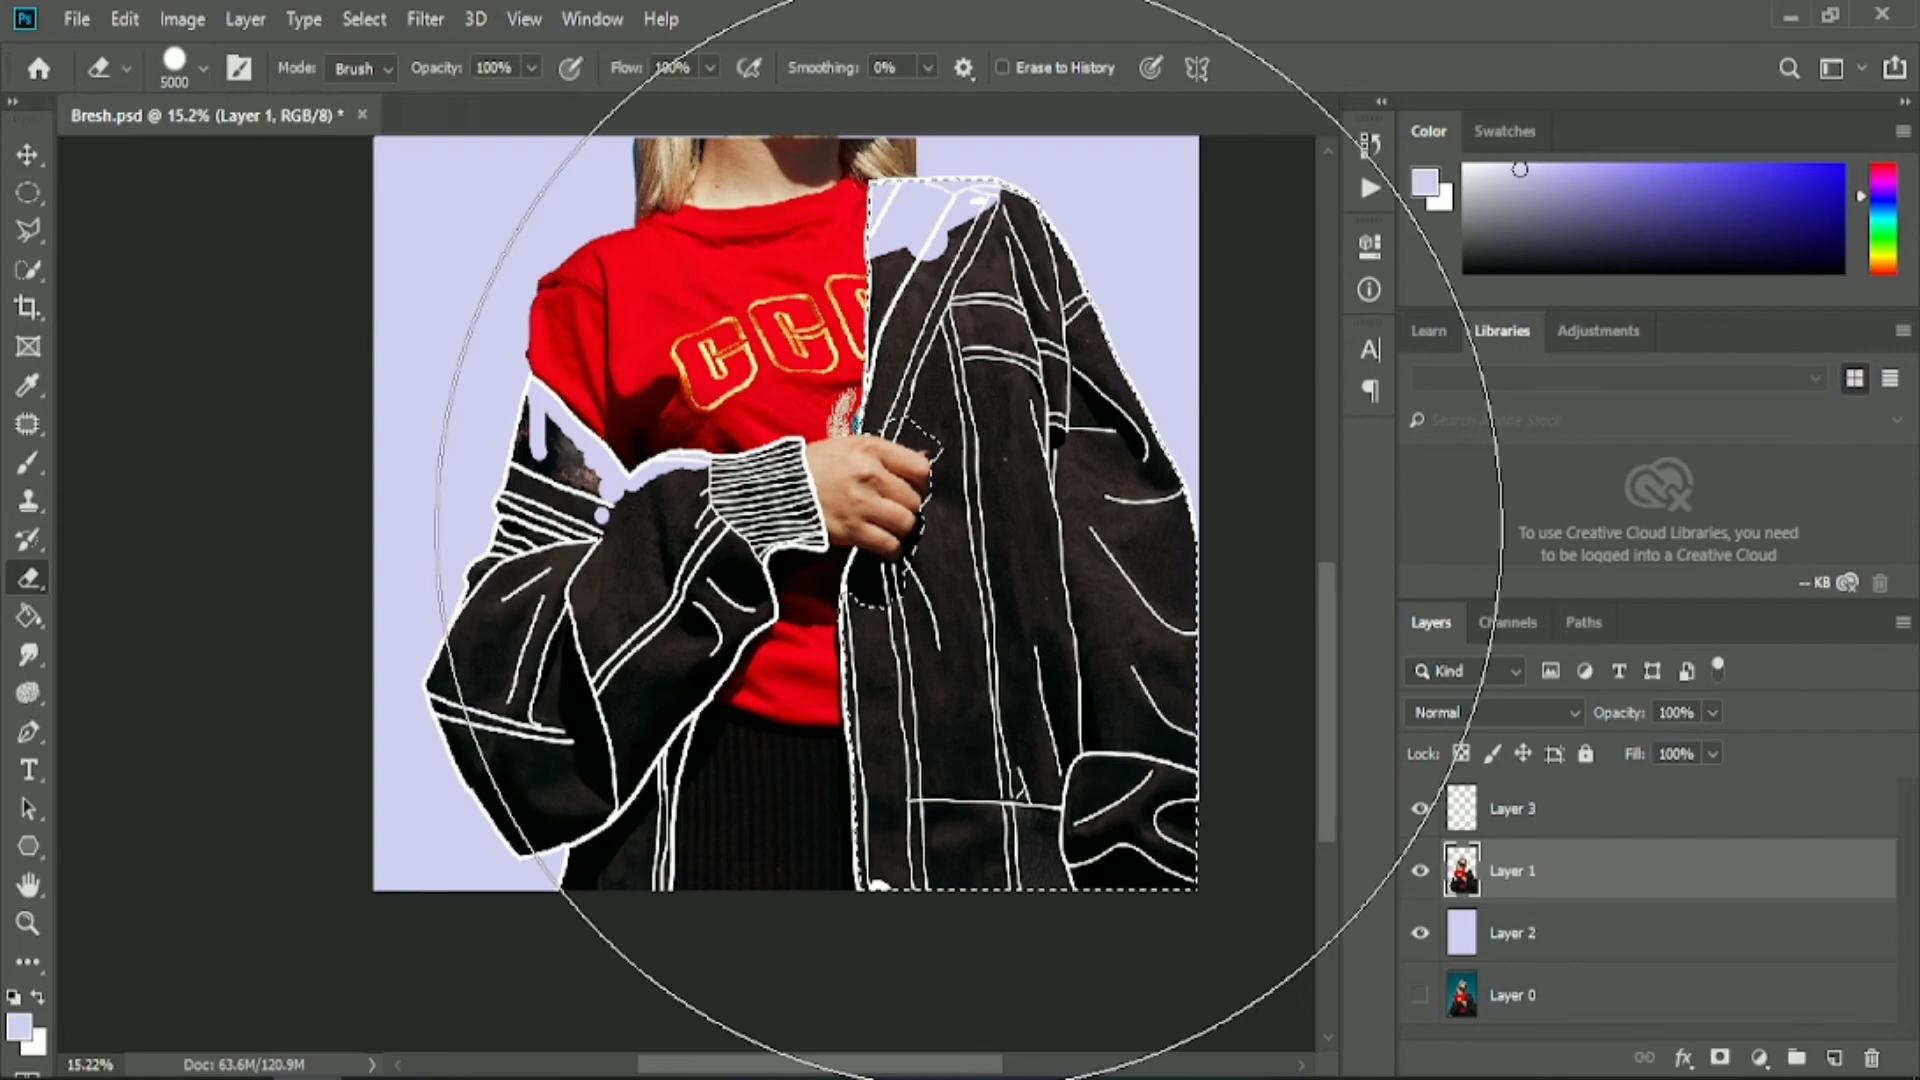 Ps File Edit Image Layer Type Select Filter 3D View Window Help
5000 Mode: Brush Opacity: 100% Flow: 100% Smoothing: 0% Erase to History
Bresh.psd @ 15.2% (Layer 1, RGB/8) *
Color Swatches
Learn Libraries Adjustments
Search Adobe Stock
To use Creative Cloud Libraries, you need
to be logged into a Creative Cloud
-- KB
Layers Channels Paths
Kind
Normal Opacity: 100%
Lock: Fill: 100%
Layer 3
Layer 1
Layer 2
Layer 0
15.22% Doc: 63.6M/120.9M